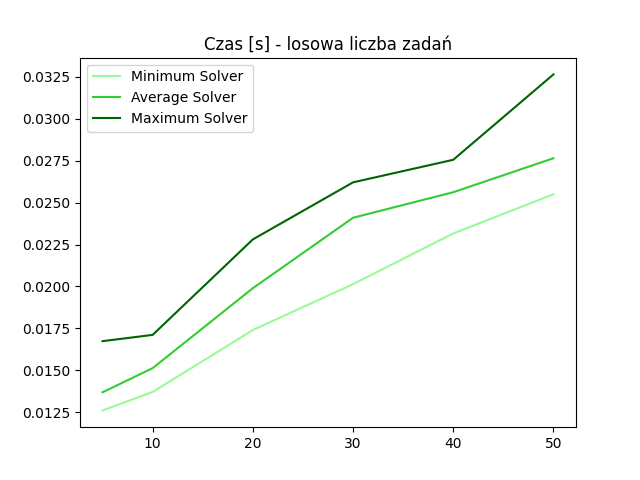 Czas [s] - losowa liczba zadań
Minimum Solver
Average Solver
Maximum Solver
0.0325
0.0300
0.0275
0.0250
0.0225
0.0200
0.0175
0.0150
0.0125
10 20 30 40 50